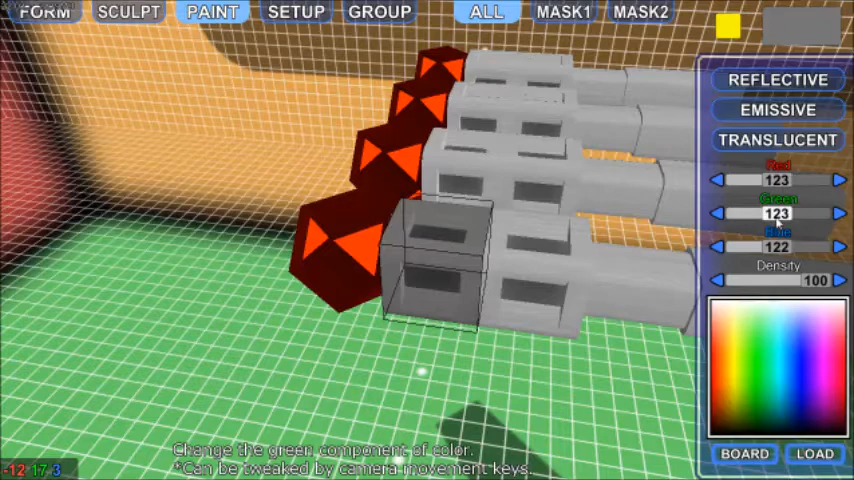 FORM SCULPT PAINT SETUP GROUP ALL MASK1 MASK2
REFLECTIVE
EMISSIVE
TRANSLUCENT
Red
123
Green
123
Blue
122
Density
100
BOARD LOAD
Change the green component of color.
*Can be tweaked by camera movement keys.
-12 17 3